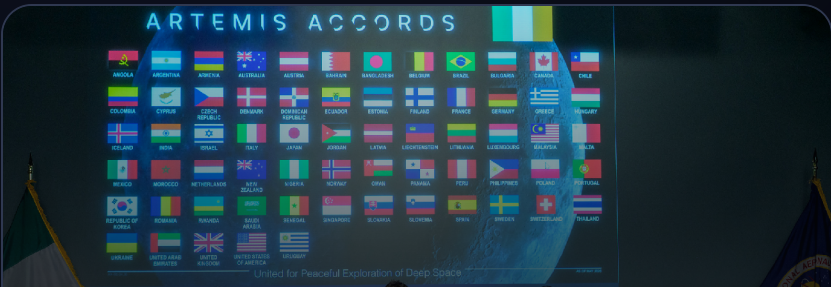 ARTEMIS ACCORDS
ANGOLA ARGENTINA ARMENIA AUSTRALIA AUSTRIA BAHRAIN BANGLADESH BELGIUM BRAZIL BULGARIA CANADA CHILE
COLOMBIA CYPRUS CZECH REPUBLIC DENMARK DOMINICAN REPUBLIC ECUADOR ESTONIA FINLAND FRANCE GERMANY GREECE HUNGARY
ICELAND INDIA ISRAEL ITALY JAPAN JORDAN LATVIA LIECHTENSTEIN LITHUANIA LUXEMBOURG MALAYSIA MALTA
MEXICO MOROCCO NETHERLANDS NEW ZEALAND NIGERIA NORWAY OMAN PANAMA PERU PHILIPPINES POLAND PORTUGAL
REPUBLIC OF KOREA ROMANIA RWANDA SAUDI ARABIA SENEGAL SINGAPORE SLOVAKIA SLOVENIA SPAIN SWEDEN SWITZERLAND THAILAND
UKRAINE UNITED ARAB EMIRATES UNITED KINGDOM UNITED STATES OF AMERICA URUGUAY
United for Peaceful Exploration of Deep Space